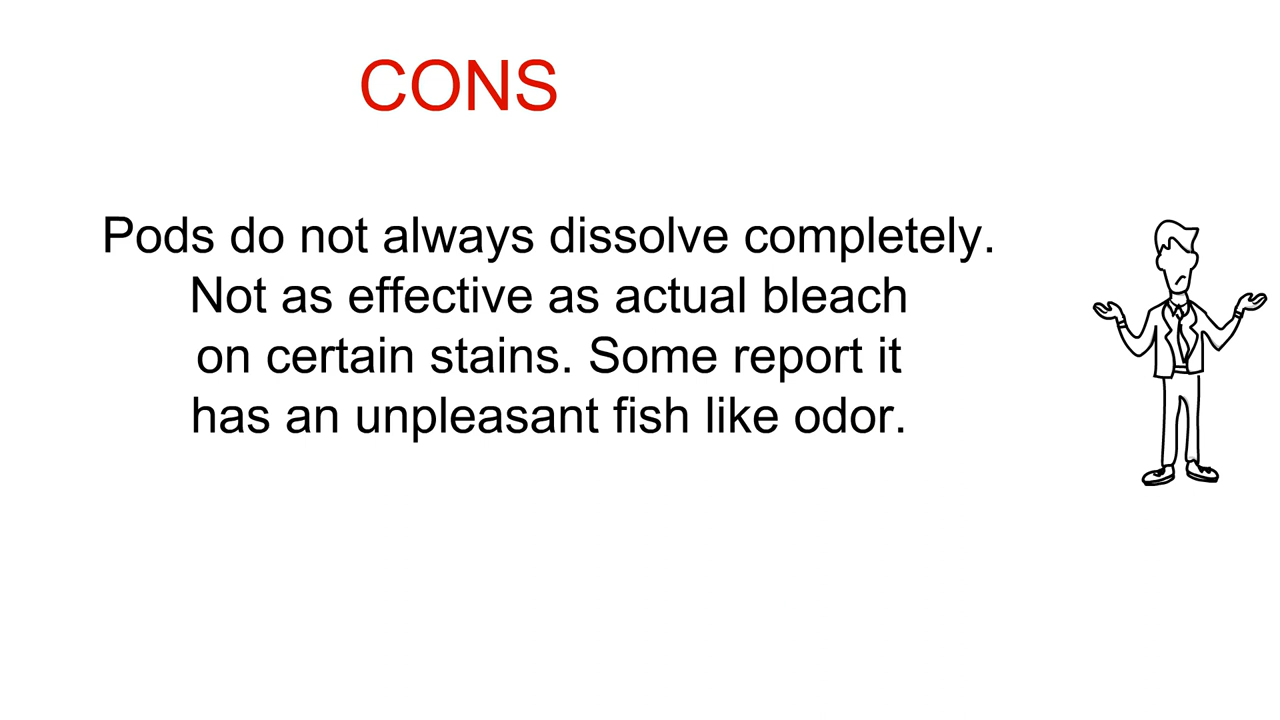 CONS
Pods do not always dissolve completely.
Not as effective as actual bleach
on certain stains. Some report it
has an unpleasant fish like odor.